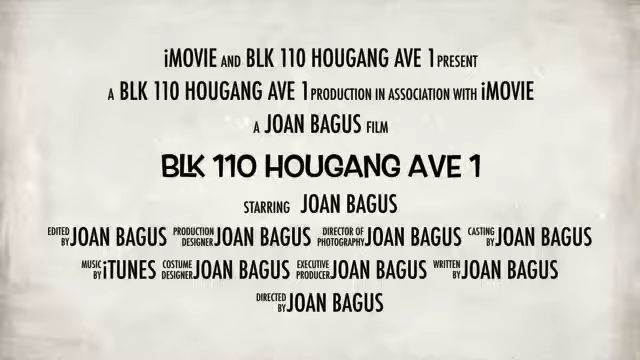 iMOVIE AND BLK 110 HOUGANG AVE 1 PRESENT
A BLK 110 HOUGANG AVE 1 PRODUCTION IN ASSOCIATION WITH iMOVIE
A JOAN BAGUS FILM
BLK 110 HOUGANG AVE 1
STARRING JOAN BAGUS
EDITED BY JOAN BAGUS PRODUCTION DESIGNER JOAN BAGUS DIRECTOR OF PHOTOGRAPHY JOAN BAGUS CASTING BY JOAN BAGUS
MUSIC BY iTUNES COSTUME DESIGNER JOAN BAGUS EXECUTIVE PRODUCER JOAN BAGUS WRITTEN BY JOAN BAGUS
DIRECTED BY JOAN BAGUS